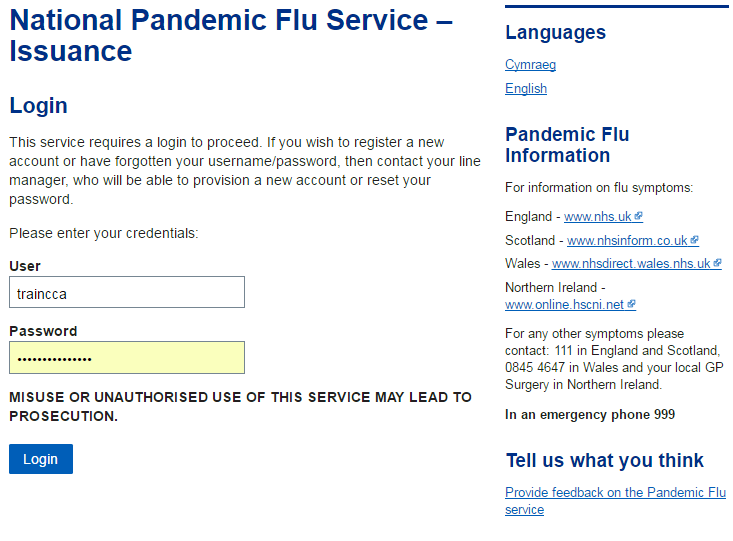 National Pandemic Flu Service –
Issuance
Login
This service requires a login to proceed. If you wish to register a new
account or have forgotten your username/password, then contact your line
manager, who will be able to provision a new account or reset your
password.
Please enter your credentials:
User
traincca
Password
•••••••••••••••
MISUSE OR UNAUTHORISED USE OF THIS SERVICE MAY LEAD TO
PROSECUTION.
Login
Languages
Cymraeg
English
Pandemic Flu
Information
For information on flu symptoms:
England - www.nhs.uk
Scotland - www.nhsinform.co.uk
Wales - www.nhsdirect.wales.nhs.uk
Northern Ireland -
www.online.hscni.net
For any other symptoms please
contact: 111 in England and Scotland,
0845 4647 in Wales and your local GP
Surgery in Northern Ireland.
In an emergency phone 999
Tell us what you think
Provide feedback on the Pandemic Flu
service